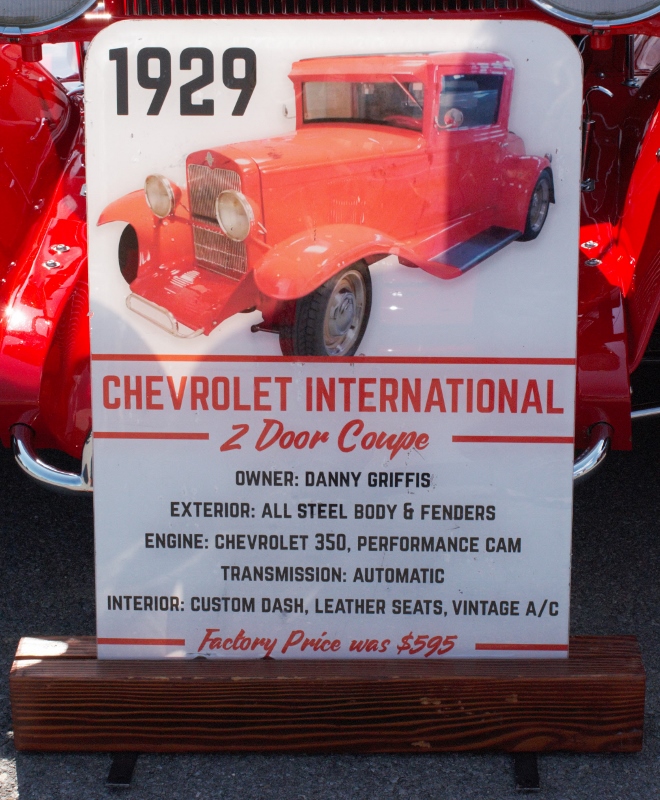 1929
CHEVROLET INTERNATIONAL
2 Door Coupe
OWNER: DANNY GRIFFIS
EXTERIOR: ALL STEEL BODY & FENDERS
ENGINE: CHEVROLET 350, PERFORMANCE CAM
TRANSMISSION: AUTOMATIC
INTERIOR: CUSTOM DASH, LEATHER SEATS, VINTAGE A/C
Factory Price was $595